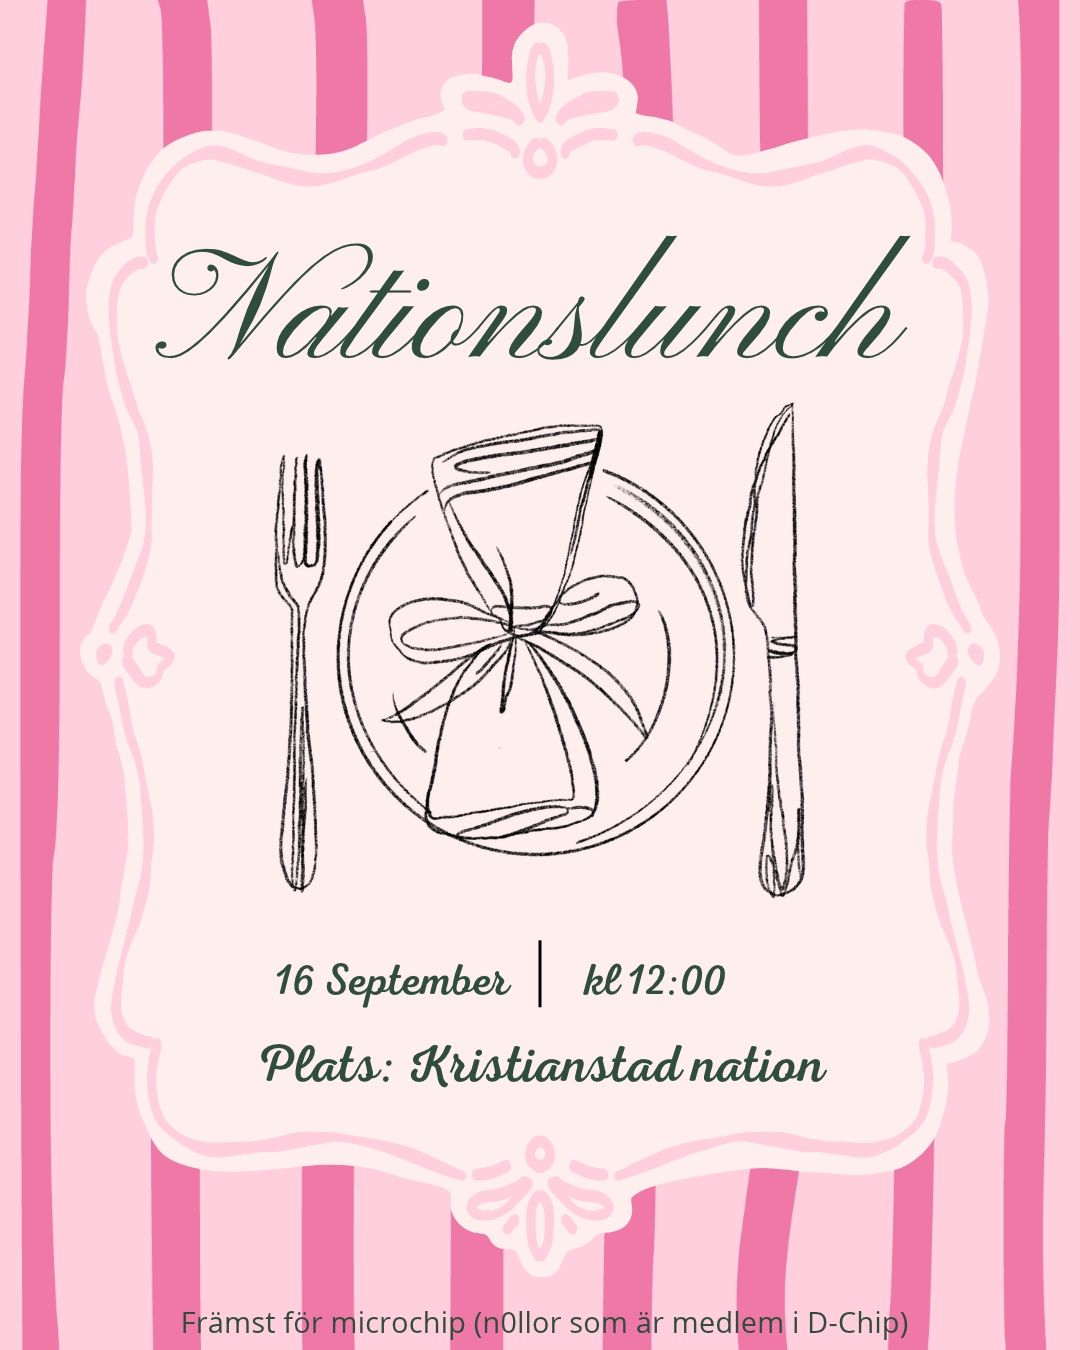 Nationslunch
16 September | kl 12:00
Plats: Kristianstad nation
Främst för microchip (n0llor som är medlem i D-Chip)